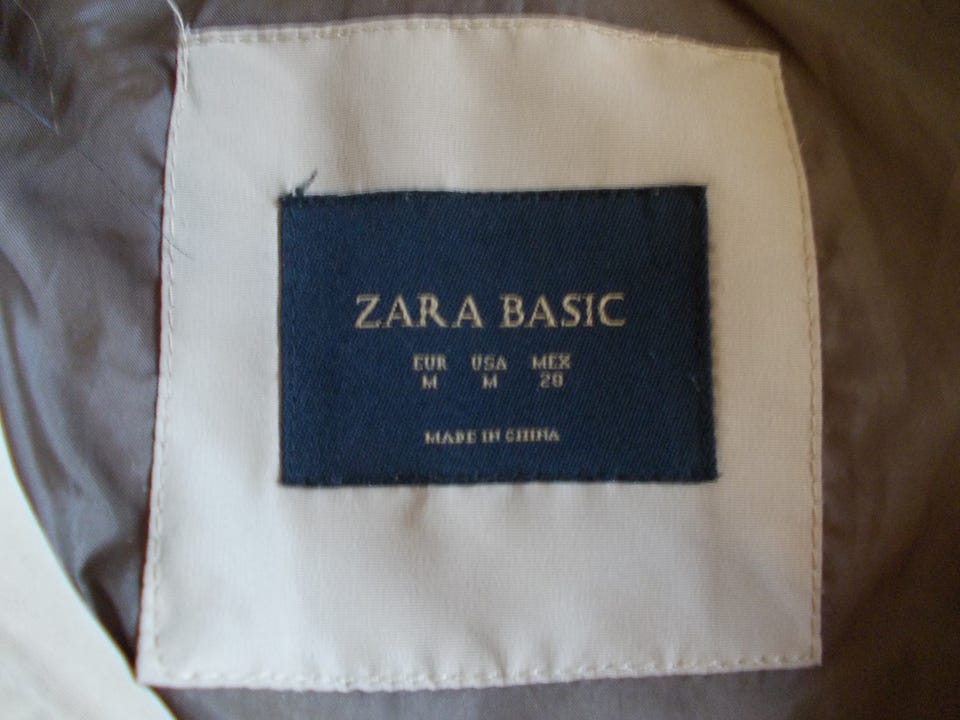 ZARA BASIC
EUR USA MEX
M M 28
MADE IN CHINA